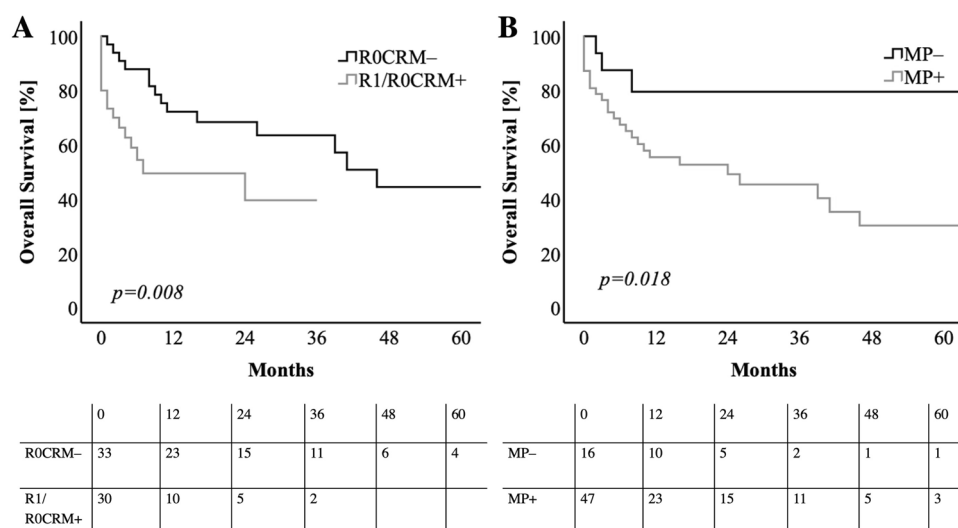 A
Overall Survival [%]
100
80
60
40
20
0
R0CRM–
R1/R0CRM+
p=0.008
0 12 24 36 48 60
Months
0 12 24 36 48 60
R0CRM– 33 23 15 11 6 4
R1/ 30 10 5 2
R0CRM+
B
Overall Survival [%]
100
80
60
40
20
0
MP–
MP+
p=0.018
0 12 24 36 48 60
Months
0 12 24 36 48 60
MP– 16 10 5 2 1 1
MP+ 47 23 15 11 5 3